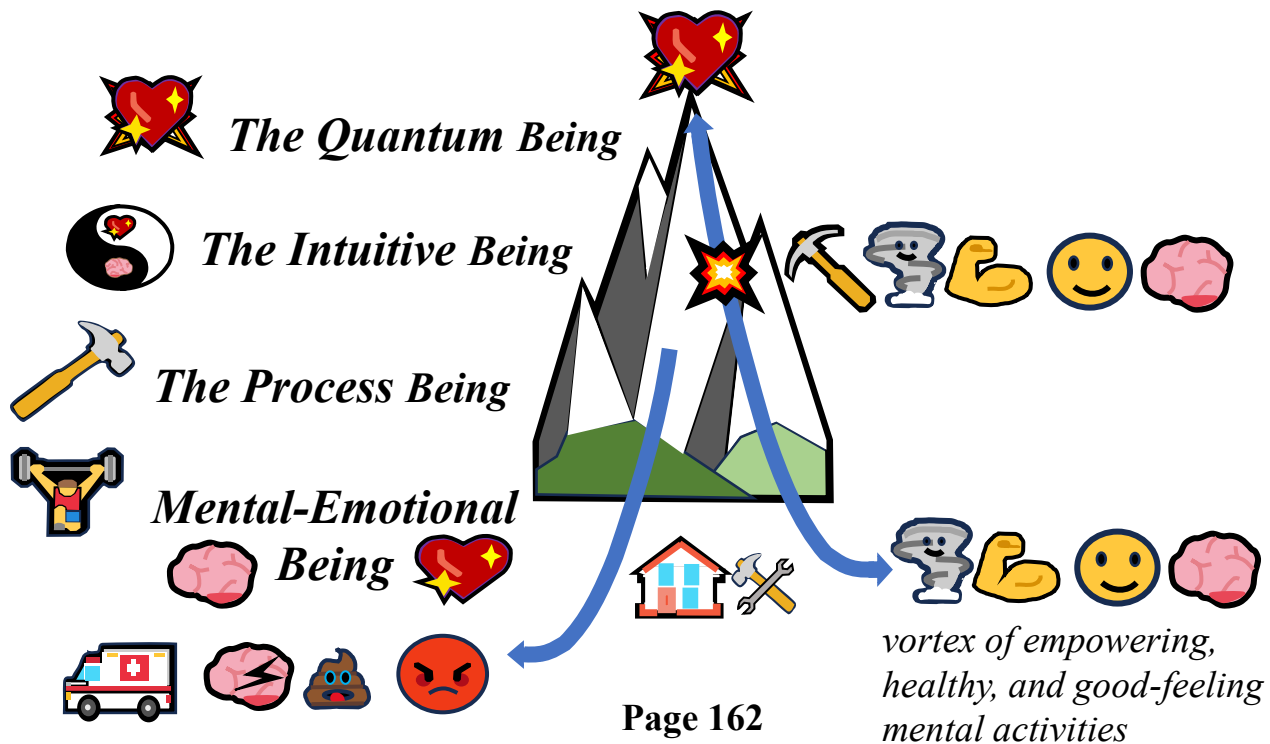 The Quantum Being
The Intuitive Being
The Process Being
Mental-Emotional
Being
vortex of empowering,
healthy, and good-feeling
mental activities
Page 162